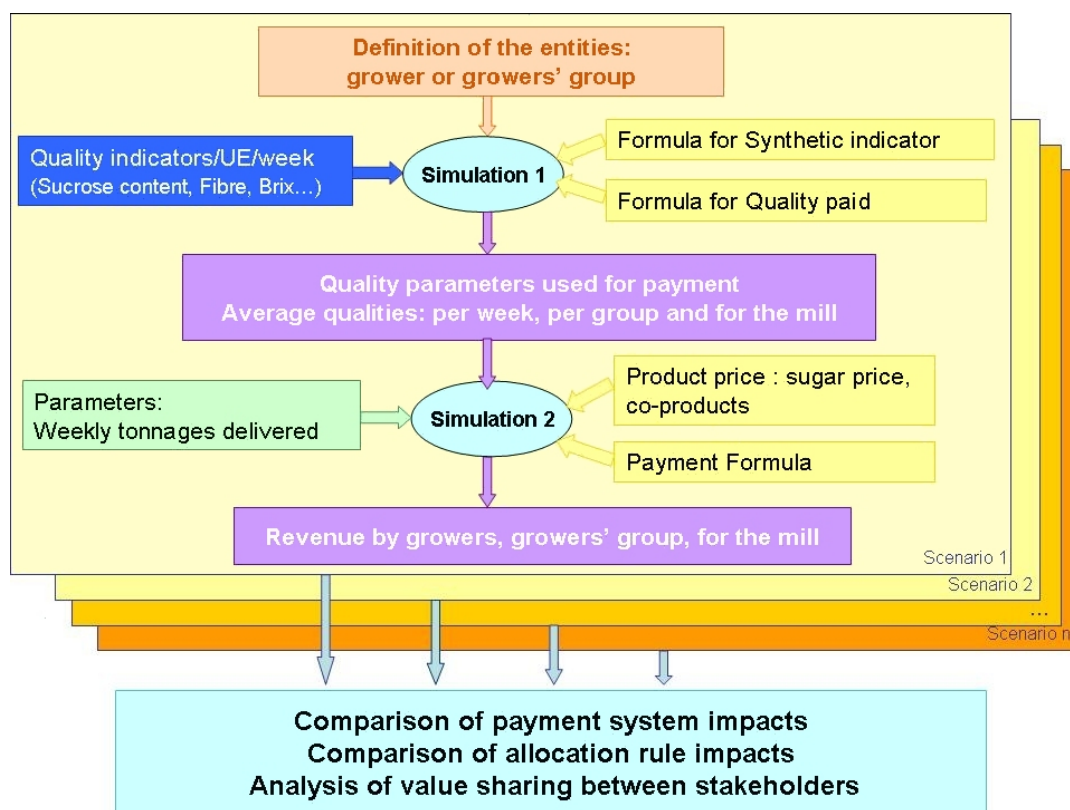 Definition of the entities:
grower or growers’ group
Quality indicators/UE/week
(Sucrose content, Fibre, Brix…)
Simulation 1
Formula for Synthetic indicator
Formula for Quality paid
Quality parameters used for payment
Average qualities: per week, per group and for the mill
Parameters:
Weekly tonnages delivered
Simulation 2
Product price : sugar price,
co-products
Payment Formula
Revenue by growers, growers’ group, for the mill
Scenario 1
Scenario 2
…
Scenario n
Comparison of payment system impacts
Comparison of allocation rule impacts
Analysis of value sharing between stakeholders